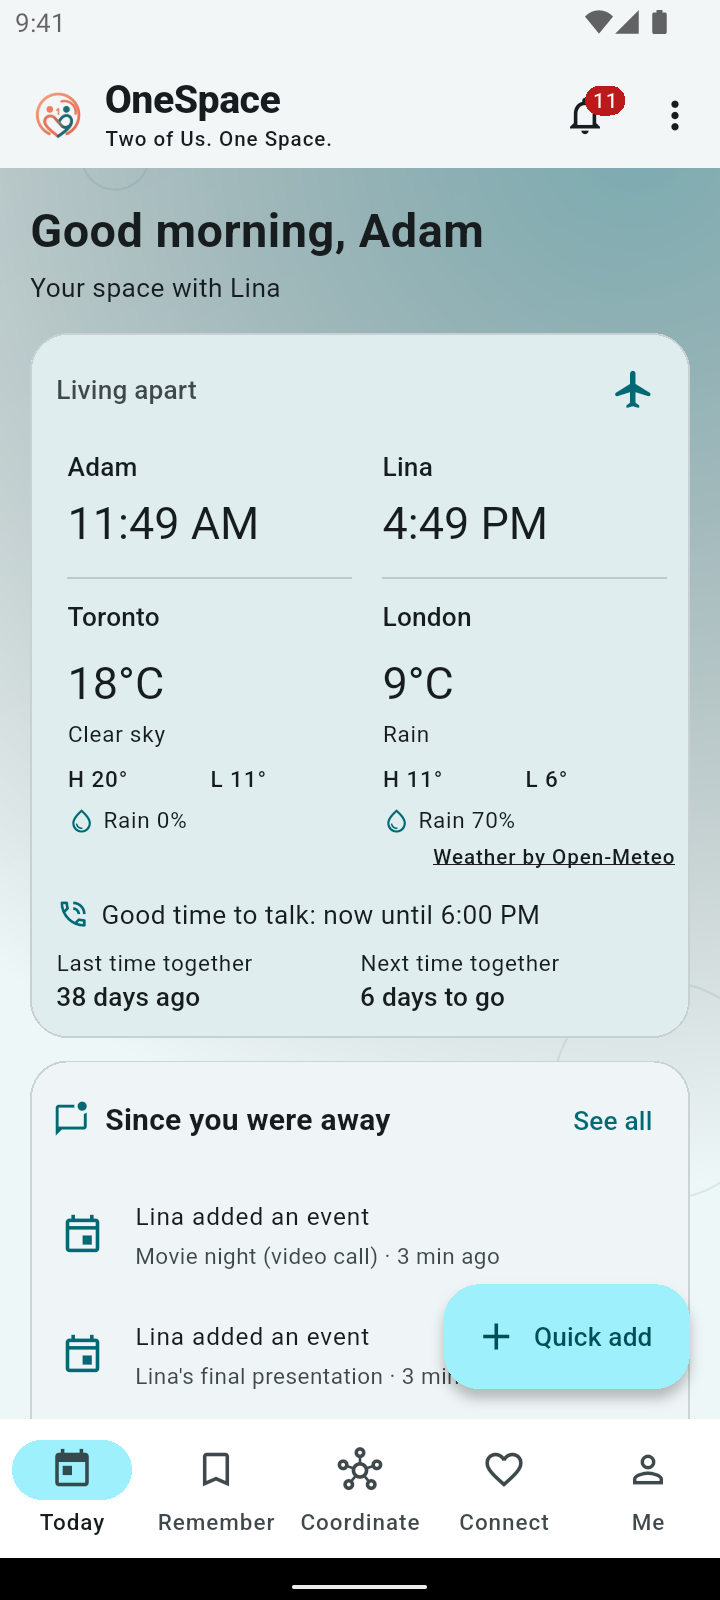 9:41
OneSpace
Two of Us. One Space.
11
Good morning, Adam
Your space with Lina
Living apart
Adam
11:49 AM
Lina
4:49 PM
Toronto
18°C
Clear sky
H 20° L 11°
Rain 0%
London
9°C
Rain
H 11° L 6°
Rain 70%
Weather by Open-Meteo
Good time to talk: now until 6:00 PM
Last time together
38 days ago
Next time together
6 days to go
Since you were away
See all
Lina added an event
Movie night (video call) · 3 min ago
Lina added an event
Lina's final presentation · 3 min
Quick add
Today
Remember
Coordinate
Connect
Me